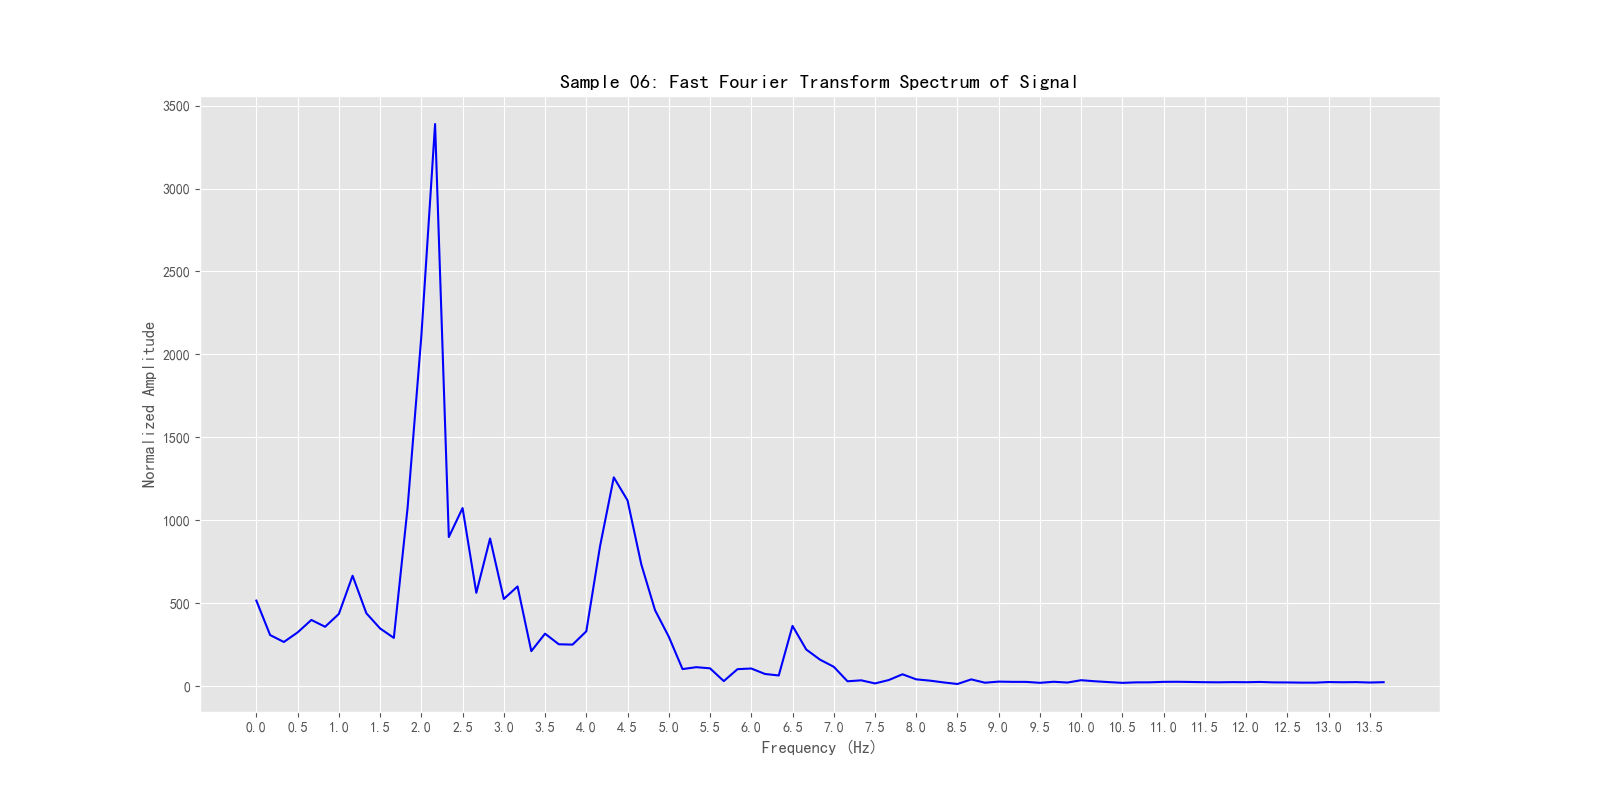 Sample 06: Fast Fourier Transform Spectrum of Signal
3500
3000
2500
2000
1500
1000
500
0
Normalized Amplitude
0.0 0.5 1.0 1.5 2.0 2.5 3.0 3.5 4.0 4.5 5.0 5.5 6.0 6.5 7.0 7.5 8.0 8.5 9.0 9.5 10.0 10.5 11.0 11.5 12.0 12.5 13.0 13.5
Frequency (Hz)